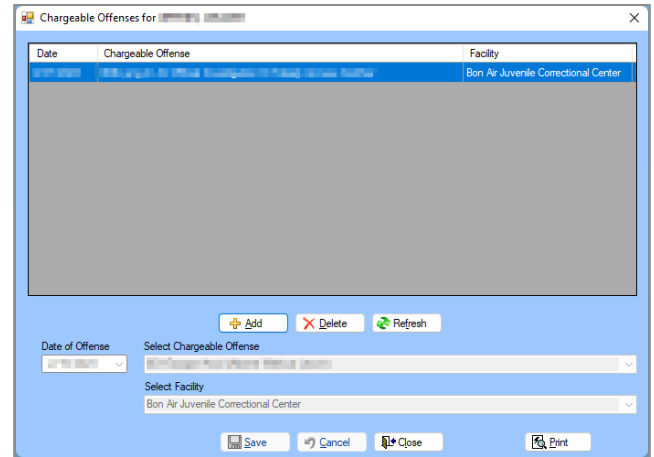 Chargeable Offenses for
Date Chargeable Offense Facility
Bon Air Juvenile Correctional Center
Add Delete Refresh
Date of Offense Select Chargeable Offense
Select Facility
Bon Air Juvenile Correctional Center
Save Cancel Close Print